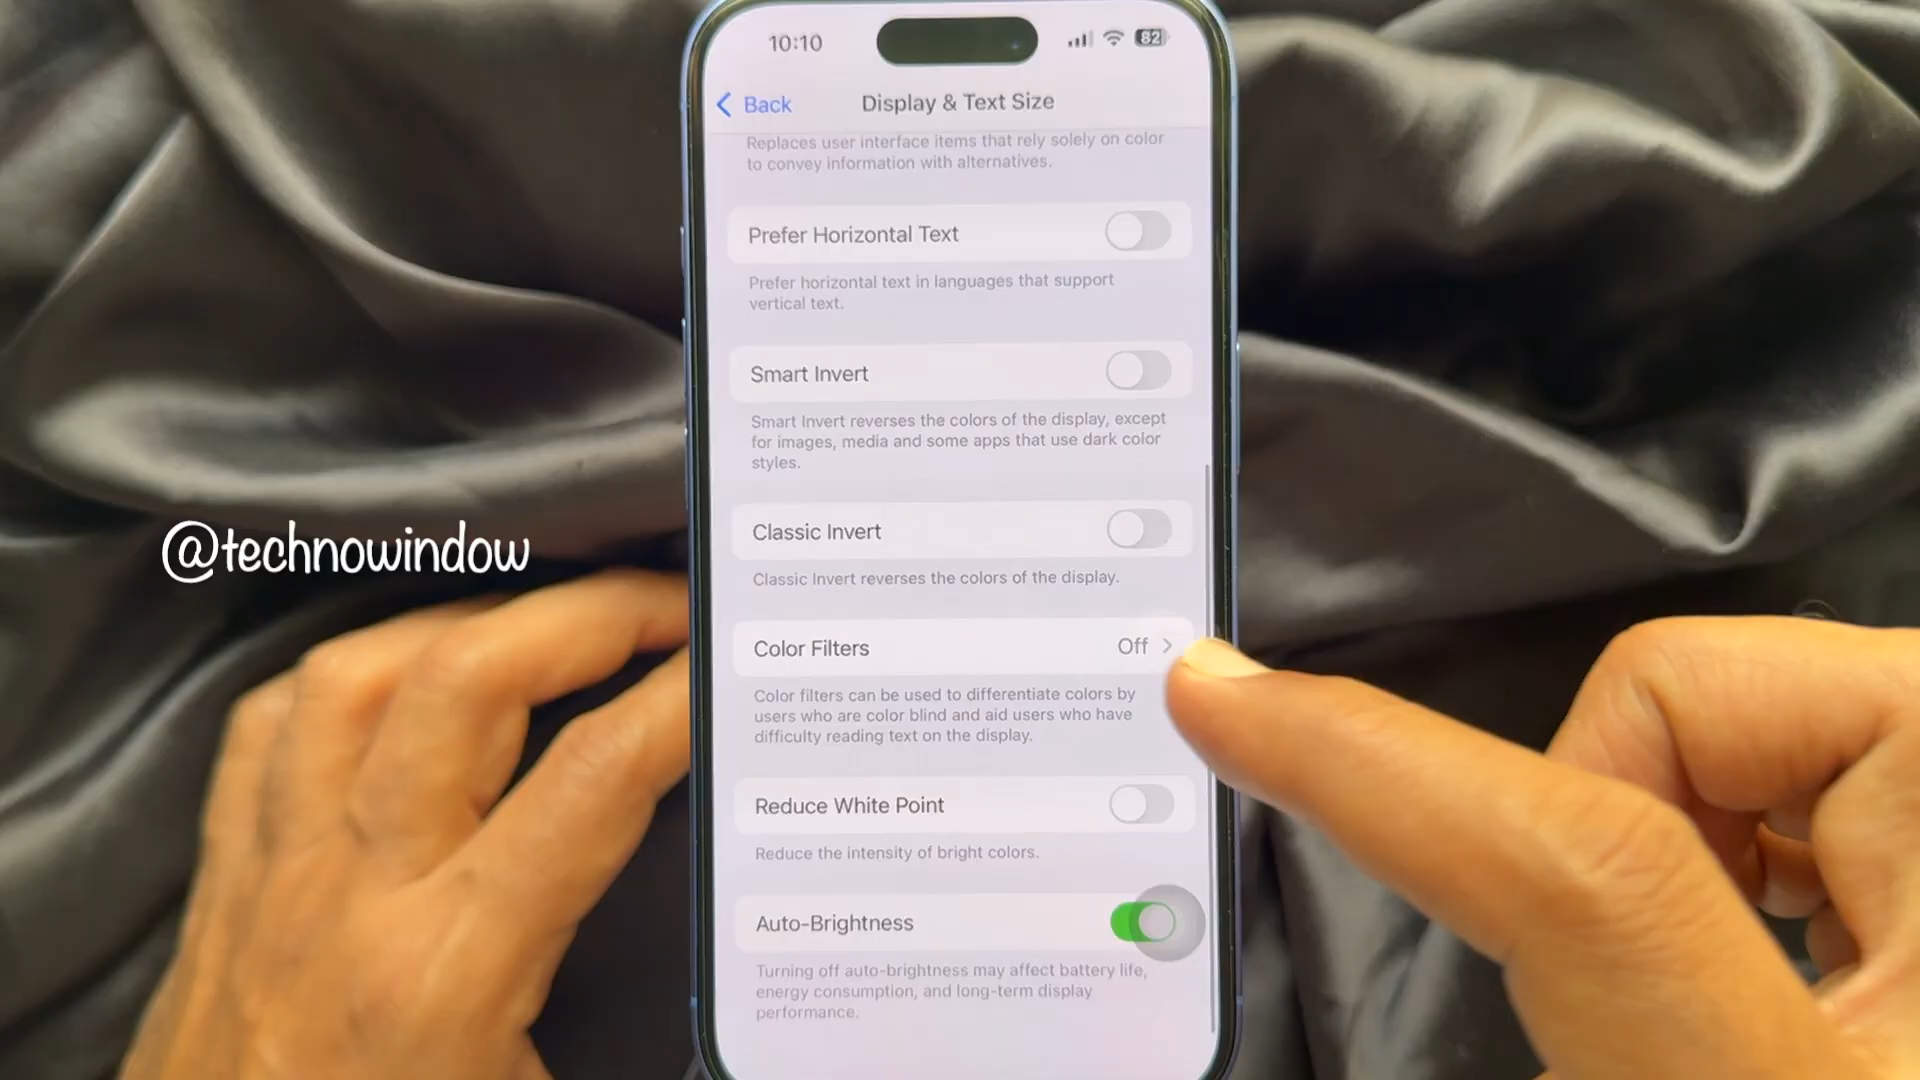 10:10
82
Back
Display & Text Size
Replaces user interface items that rely solely on color
to convey information with alternatives.
Prefer Horizontal Text
Prefer horizontal text in languages that support
vertical text.
Smart Invert
Smart Invert reverses the colors of the display, except
for images, media and some apps that use dark color
styles.
Classic Invert
Classic Invert reverses the colors of the display.
@technowindow
Color Filters
Off
Color filters can be used to differentiate colors by
users who are color blind and aid users who have
difficulty reading text on the display.
Reduce White Point
Reduce the intensity of bright colors.
Auto-Brightness
Turning off auto-brightness may affect battery life,
energy consumption, and long-term display
performance.